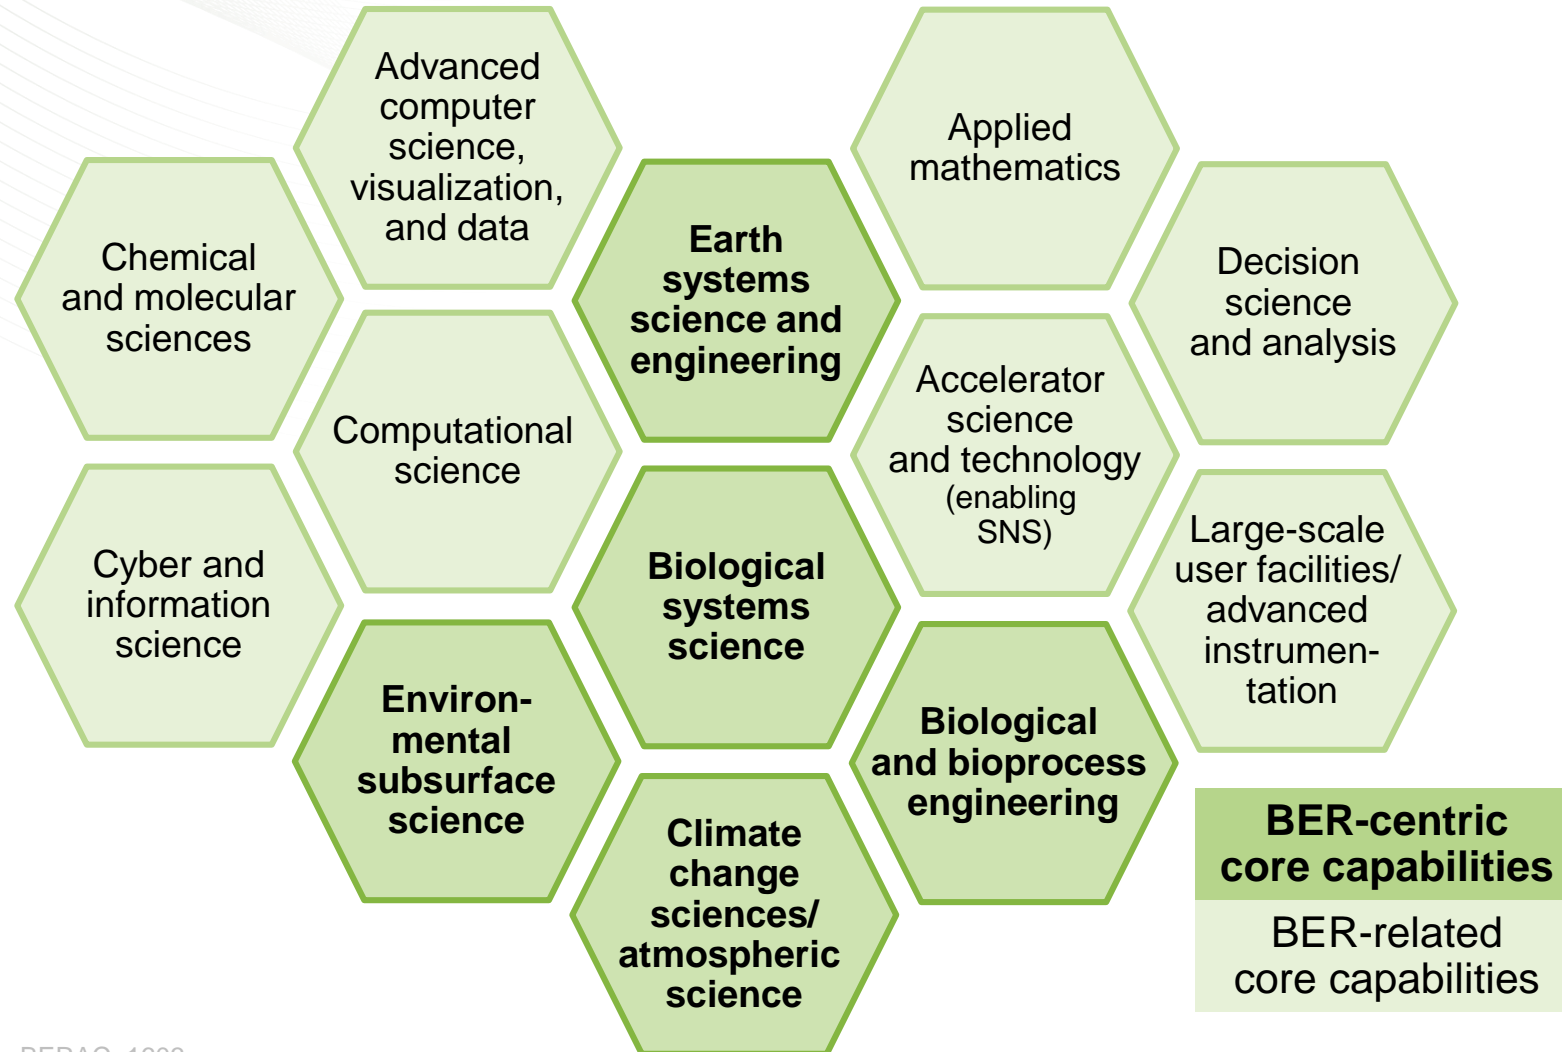 Advanced
computer
science,
visualization,
and data
Applied
mathematics
Chemical
and molecular
sciences
Earth
systems
science and
engineering
Decision
science
and analysis
Computational
science
Accelerator
science
and technology
(enabling
SNS)
Cyber and
information
science
Biological
systems
science
Large-scale
user facilities/
advanced
instrumen-
tation
Environ-
mental
subsurface
science
Biological
and bioprocess
engineering
Climate
change
sciences/
atmospheric
science
BER-centric
core capabilities
BER-related
core capabilities